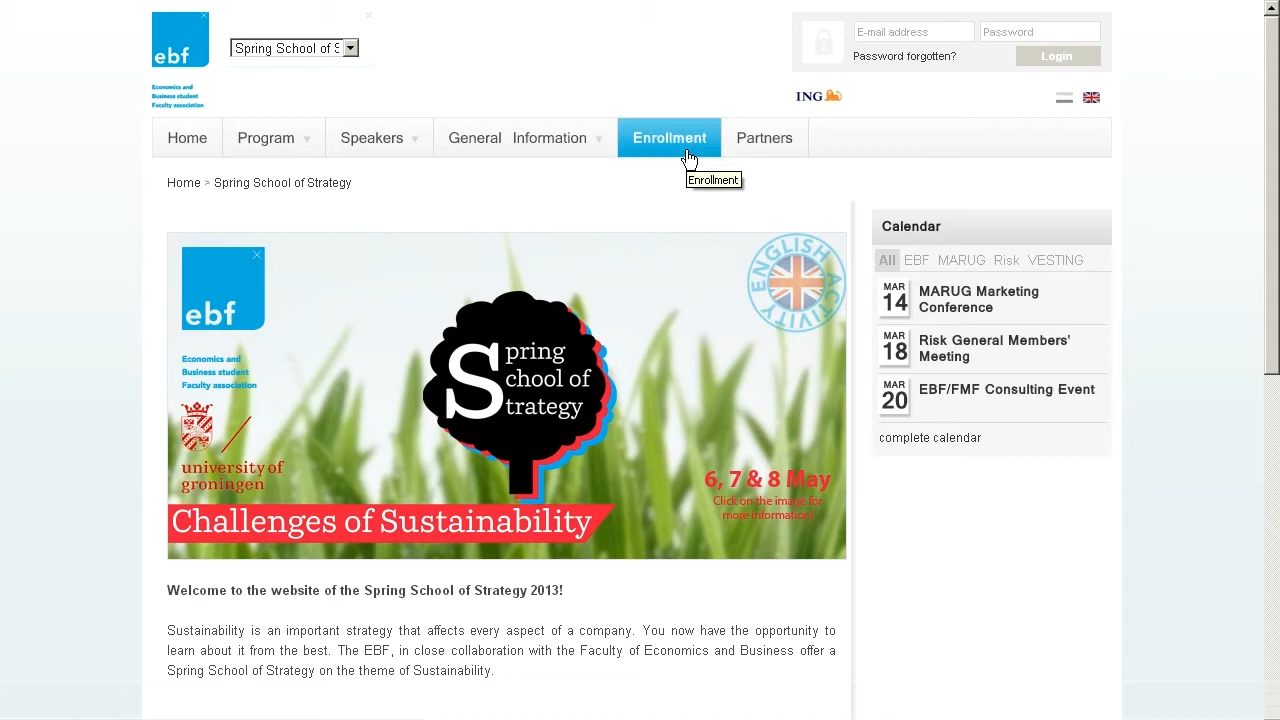 ebf
Economics and
Business student
Faculty association
Spring School of S
E-mail address
Password
Password forgotten?
Login
ING
Home
Program
Speakers
General Information
Enrollment
Partners
Enrollment
Home > Spring School of Strategy
ebf
Economics and
Business student
Faculty association
university of
groningen
Spring
School of
Strategy
ENGLISH
ACTIVITY
6, 7 & 8 May
Click on the image for
more information!
Challenges of Sustainability
Calendar
All EBF MARUG Risk VESTING
MAR
14
MARUG Marketing
Conference
MAR
18
Risk General Members'
Meeting
MAR
20
EBF/FMF Consulting Event
complete calendar
Welcome to the website of the Spring School of Strategy 2013!
Sustainability is an important strategy that affects every aspect of a company. You now have the opportunity to
learn about it from the best. The EBF, in close collaboration with the Faculty of Economics and Business offer a
Spring School of Strategy on the theme of Sustainability.